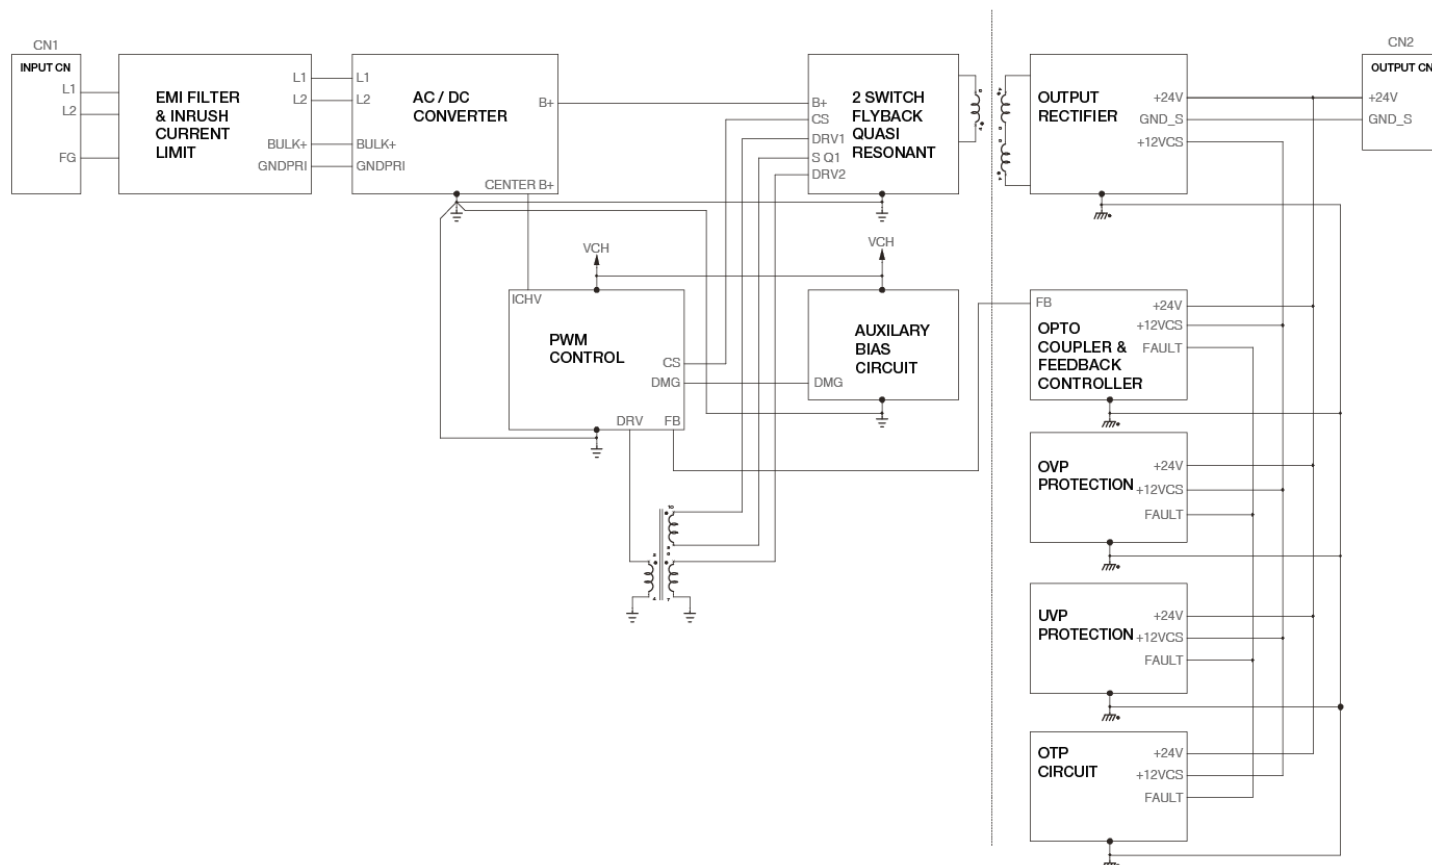 CN1
INPUT CN
L1
L2
FG
EMI FILTER
& INRUSH
CURRENT
LIMIT
L1
L2
BULK+
GNDPRI
L1
L2
BULK+
GNDPRI
AC / DC
CONVERTER
B+
CENTER B+
B+
CS
DRV1
S Q1
DRV2
2 SWITCH
FLYBACK
QUASI
RESONANT
OUTPUT
RECTIFIER
+24V
GND_S
+12VCS
CN2
OUTPUT CN
+24V
GND_S
VCH
VCH
ICHV
PWM
CONTROL
CS
DMG
DRV
FB
AUXILARY
BIAS
CIRCUIT
DMG
FB
OPTO
COUPLER &
FEEDBACK
CONTROLLER
+24V
+12VCS
FAULT
OVP
PROTECTION
+24V
+12VCS
FAULT
UVP
PROTECTION
+24V
+12VCS
FAULT
OTP
CIRCUIT
+24V
+12VCS
FAULT
10
7